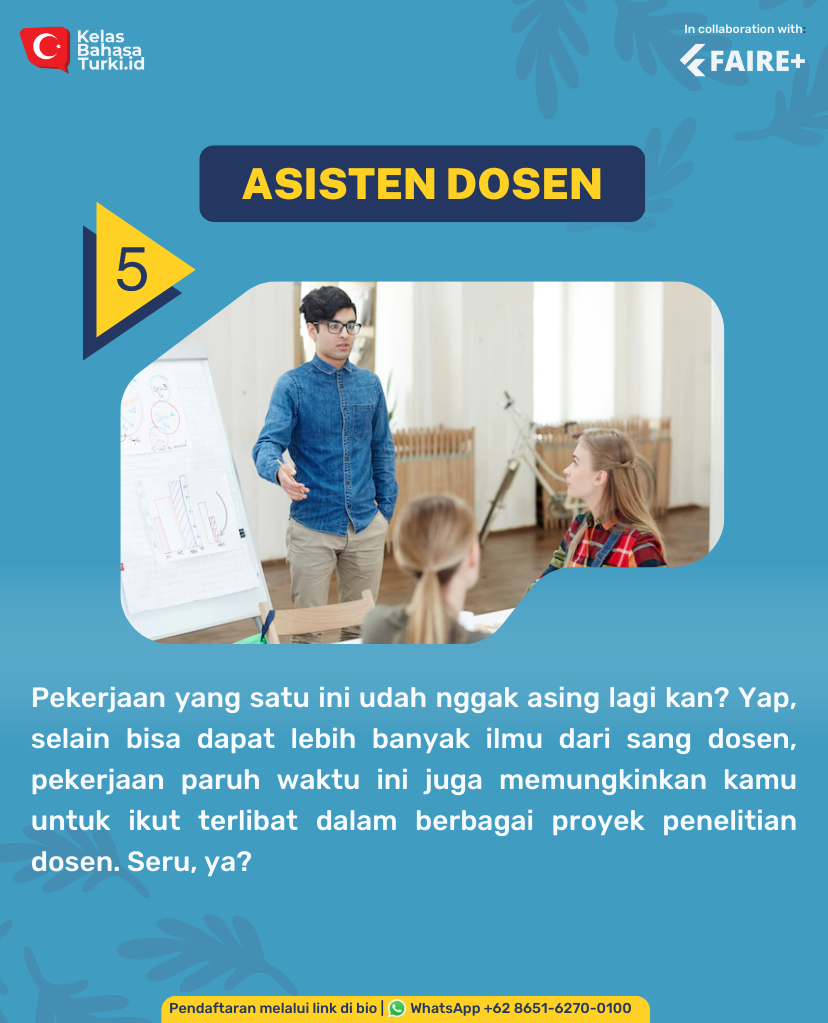 Kelas
Bahasa
Turki.id
In collaboration with:
FAIRE+
ASISTEN DOSEN
5
Pekerjaan yang satu ini udah nggak asing lagi kan? Yap,
selain bisa dapat lebih banyak ilmu dari sang dosen,
pekerjaan paruh waktu ini juga memungkinkan kamu
untuk ikut terlibat dalam berbagai proyek penelitian
dosen. Seru, ya?
Pendaftaran melalui link di bio | WhatsApp +62 8651-6270-0100